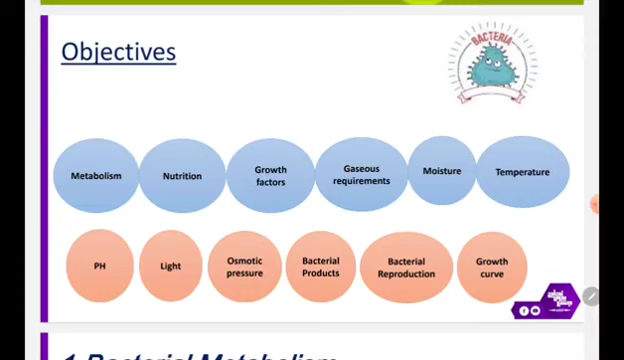 Objectives
BACTERIA
Metabolism
Nutrition
Growth
factors
Gaseous
requirements
Moisture
Temperature
PH
Light
Osmotic
pressure
Bacterial
Products
Bacterial
Reproduction
Growth
curve
1-Bacterial Metabolism